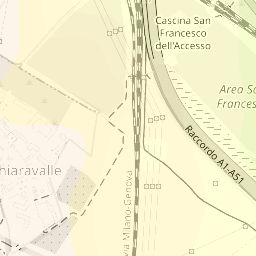 Cascina San
Francesco
dell'Accesso
Area Sa
Frances
Raccordo A1-A51
hiaravalle
via Milano-Genova